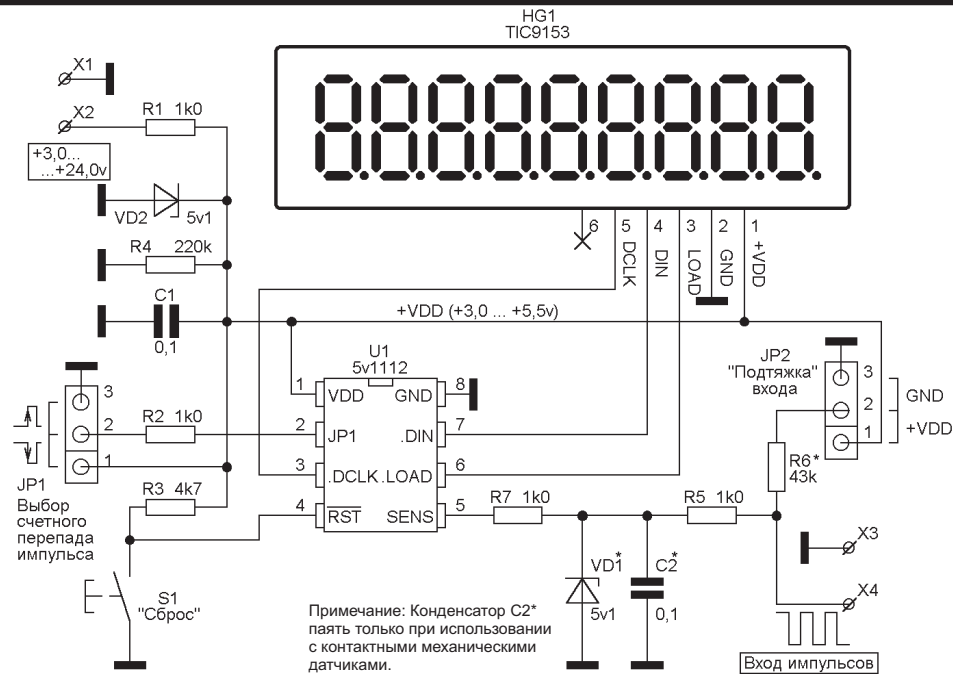 HG1
TIC9153
X1
X2
R1 1k0
+3,0...
...+24,0v
VD2
5v1
R4 220k
C1
0,1
6
5
4
3
2
1
DCLK
DIN
LOAD
GND
+VDD
+VDD (+3,0 ... +5,5v)
U1
5v1112
1
VDD
GND
8
2
JP1
.DIN
7
3
.DCLK
.LOAD
6
4
RST
SENS
5
3
2
1
R2 1k0
JP1
Выбор
счетного
перепада
импульса
R3 4k7
S1
"Сброс"
JP2
"Подтяжка"
входа
3
2
1
GND
+VDD
R6*
43k
R7 1k0
R5 1k0
VD1*
5v1
C2*
0,1
X3
X4
Вход импульсов
Примечание: Конденсатор C2*
паять только при использовании
с контактными механическими
датчиками.